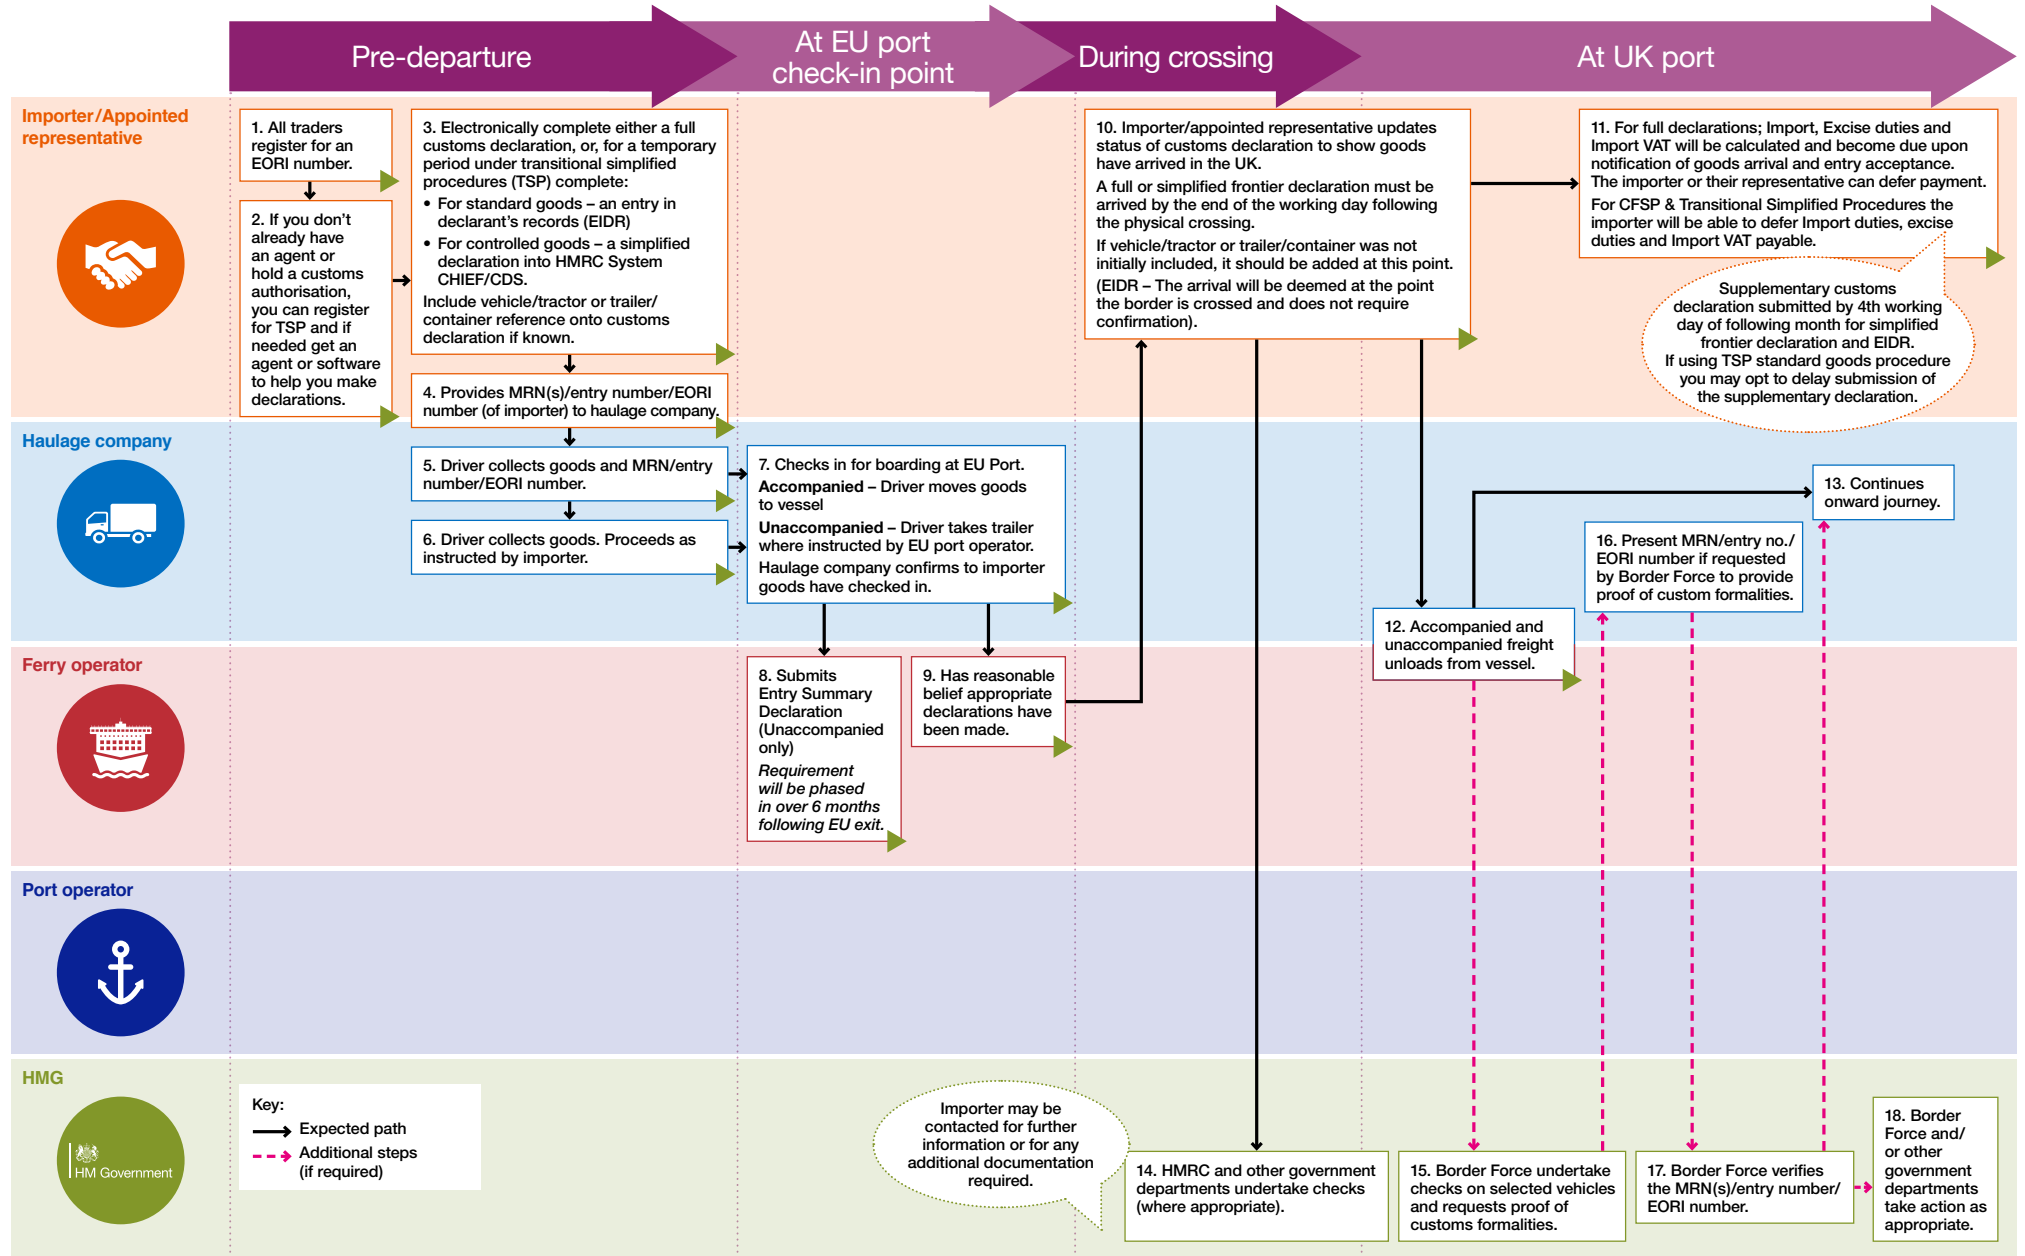 Pre-departure
At EU port
check-in point
During crossing
At UK port
Importer/Appointed
representative
1. All traders
register for an
EORI number.
2. If you don't
already have
an agent or
hold a customs
authorisation,
you can register
for TSP and if
needed get an
agent or software
to help you make
declarations.
3. Electronically complete either a full
customs declaration, or, for a temporary
period under transitional simplified
procedures (TSP) complete:
• For standard goods – an entry in
declarant's records (EIDR)
• For controlled goods – a simplified
declaration into HMRC System
CHIEF/CDS.
Include vehicle/tractor or trailer/
container reference onto customs
declaration if known.
4. Provides MRN(s)/entry number/EORI
number (of importer) to haulage company.
10. Importer/appointed representative updates
status of customs declaration to show goods
have arrived in the UK.
A full or simplified frontier declaration must be
arrived by the end of the working day following
the physical crossing.
If vehicle/tractor or trailer/container was not
initially included, it should be added at this point.
(EIDR – The arrival will be deemed at the point
the border is crossed and does not require
confirmation).
11. For full declarations; Import, Excise duties and
Import VAT will be calculated and become due upon
notification of goods arrival and entry acceptance.
The importer or their representative can defer payment.
For CFSP & Transitional Simplified Procedures the
importer will be able to defer Import duties, excise
duties and Import VAT payable.
Supplementary customs
declaration submitted by 4th working
day of following month for simplified
frontier declaration and EIDR.
If using TSP standard goods procedure
you may opt to delay submission of
the supplementary declaration.
Haulage company
5. Driver collects goods and MRN/entry
number/EORI number.
6. Driver collects goods. Proceeds as
instructed by importer.
7. Checks in for boarding at EU Port.
Accompanied – Driver moves goods
to vessel
Unaccompanied – Driver takes trailer
where instructed by EU port operator.
Haulage company confirms to importer
goods have checked in.
12. Accompanied and
unaccompanied freight
unloads from vessel.
13. Continues
onward journey.
16. Present MRN/entry no./
EORI number if requested
by Border Force to provide
proof of custom formalities.
Ferry operator
8. Submits
Entry Summary
Declaration
(Unaccompanied
only)
Requirement
will be phased
in over 6 months
following EU exit.
9. Has reasonable
belief appropriate
declarations have
been made.
Port operator
HMG
HM Government
Key:
Expected path
Additional steps
(if required)
Importer may be
contacted for further
information or for any
additional documentation
required.
14. HMRC and other government
departments undertake checks
(where appropriate).
15. Border Force undertake
checks on selected vehicles
and requests proof of
customs formalities.
17. Border Force verifies
the MRN(s)/entry number/
EORI number.
18. Border
Force and/
or other
government
departments
take action as
appropriate.